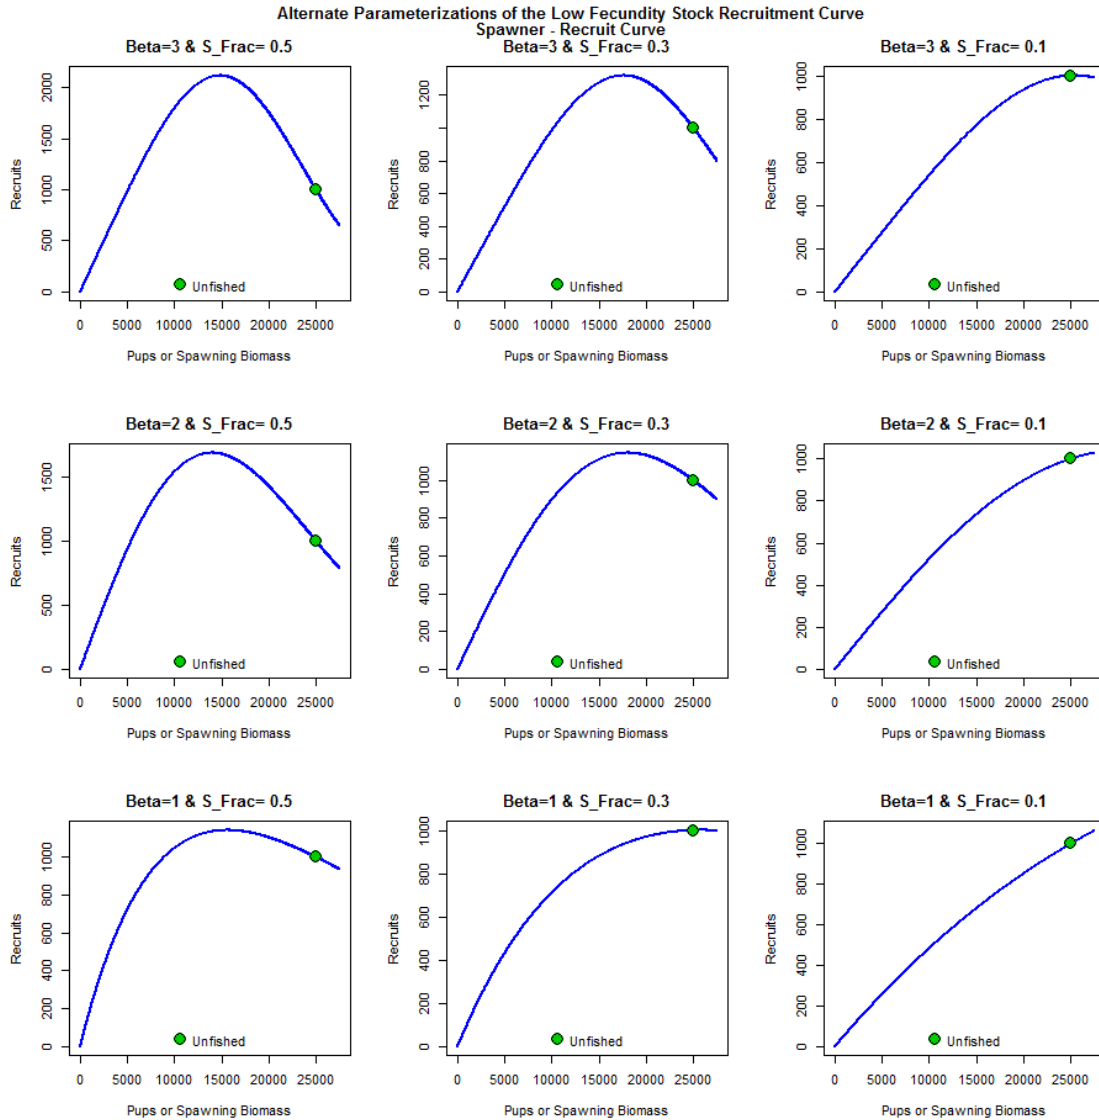 Alternate Parameterizations of the Low Fecundity Stock Recruitment Curve
Spawner - Recruit Curve
Beta=3 & S_Frac= 0.5
Recruits
2000
1500
1000
500
0
Unfished
0 5000 10000 15000 20000 25000
Pups or Spawning Biomass
Beta=3 & S_Frac= 0.3
Recruits
1200
1000
800
600
400
200
0
Unfished
0 5000 10000 15000 20000 25000
Pups or Spawning Biomass
Beta=3 & S_Frac= 0.1
Recruits
1000
800
600
400
200
0
Unfished
0 5000 10000 15000 20000 25000
Pups or Spawning Biomass
Beta=2 & S_Frac= 0.5
Recruits
1500
1000
500
0
Unfished
0 5000 10000 15000 20000 25000
Pups or Spawning Biomass
Beta=2 & S_Frac= 0.3
Recruits
1000
800
600
400
200
0
Unfished
0 5000 10000 15000 20000 25000
Pups or Spawning Biomass
Beta=2 & S_Frac= 0.1
Recruits
1000
800
600
400
200
0
Unfished
0 5000 10000 15000 20000 25000
Pups or Spawning Biomass
Beta=1 & S_Frac= 0.5
Recruits
1000
800
600
400
200
0
Unfished
0 5000 10000 15000 20000 25000
Pups or Spawning Biomass
Beta=1 & S_Frac= 0.3
Recruits
1000
800
600
400
200
0
Unfished
0 5000 10000 15000 20000 25000
Pups or Spawning Biomass
Beta=1 & S_Frac= 0.1
Recruits
1000
800
600
400
200
0
Unfished
0 5000 10000 15000 20000 25000
Pups or Spawning Biomass